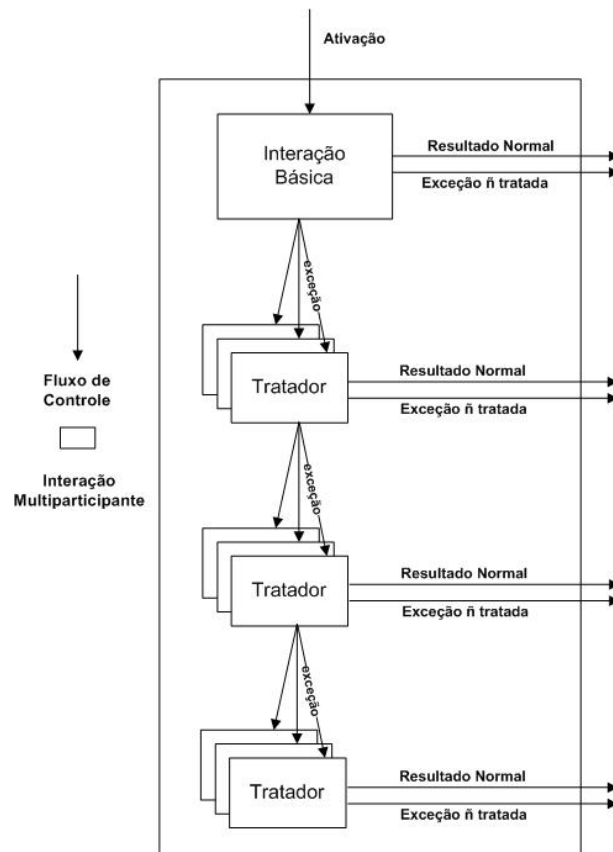 Ativação
Interação
Básica
Resultado Normal
Exceção ñ tratada
exceção
Tratador
Resultado Normal
Exceção ñ tratada
Fluxo de
Controle
Interação
Multiparticipante
exceção
Tratador
Resultado Normal
Exceção ñ tratada
exceção
Tratador
Resultado Normal
Exceção ñ tratada